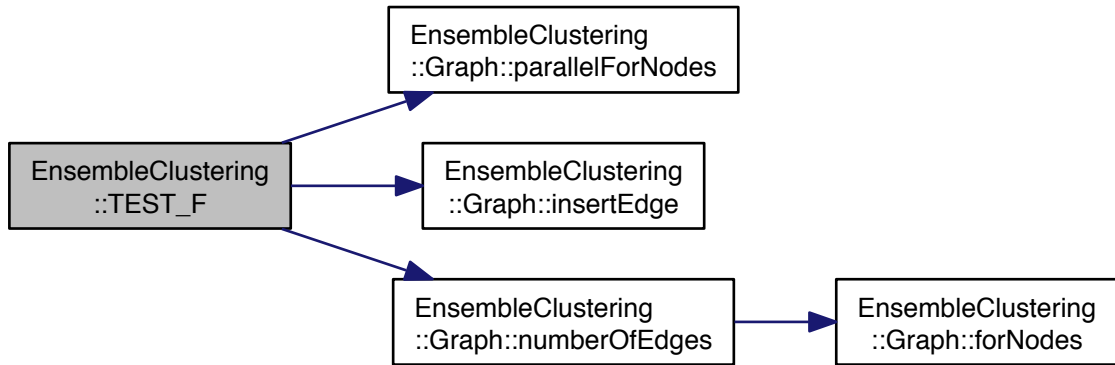 EnsembleClustering
::Graph::parallelForNodes
EnsembleClustering
::TEST_F
EnsembleClustering
::Graph::insertEdge
EnsembleClustering
::Graph::numberOfEdges
EnsembleClustering
::Graph::forNodes